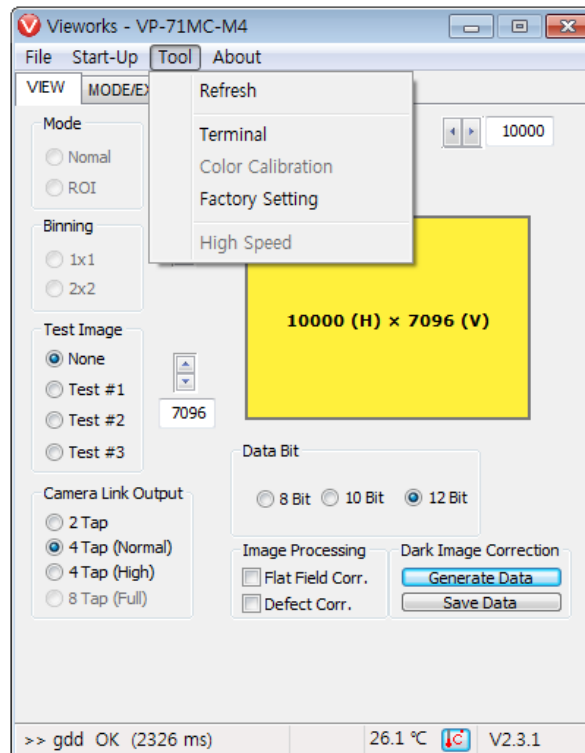 Vieworks - VP-71MC-M4
File Start-Up Tool About
VIEW MODE/EX
Refresh
Terminal
Color Calibration
Factory Setting
High Speed
Mode
Nomal
ROI
10000
Binning
1x1
2x2
10000 (H) × 7096 (V)
Test Image
None
Test #1
Test #2
Test #3
7096
Data Bit
8 Bit 10 Bit 12 Bit
Camera Link Output
2 Tap
4 Tap (Normal)
4 Tap (High)
8 Tap (Full)
Image Processing
Flat Field Corr.
Defect Corr.
Dark Image Correction
Generate Data
Save Data
>> gdd OK (2326 ms) 26.1 ℃ V2.3.1